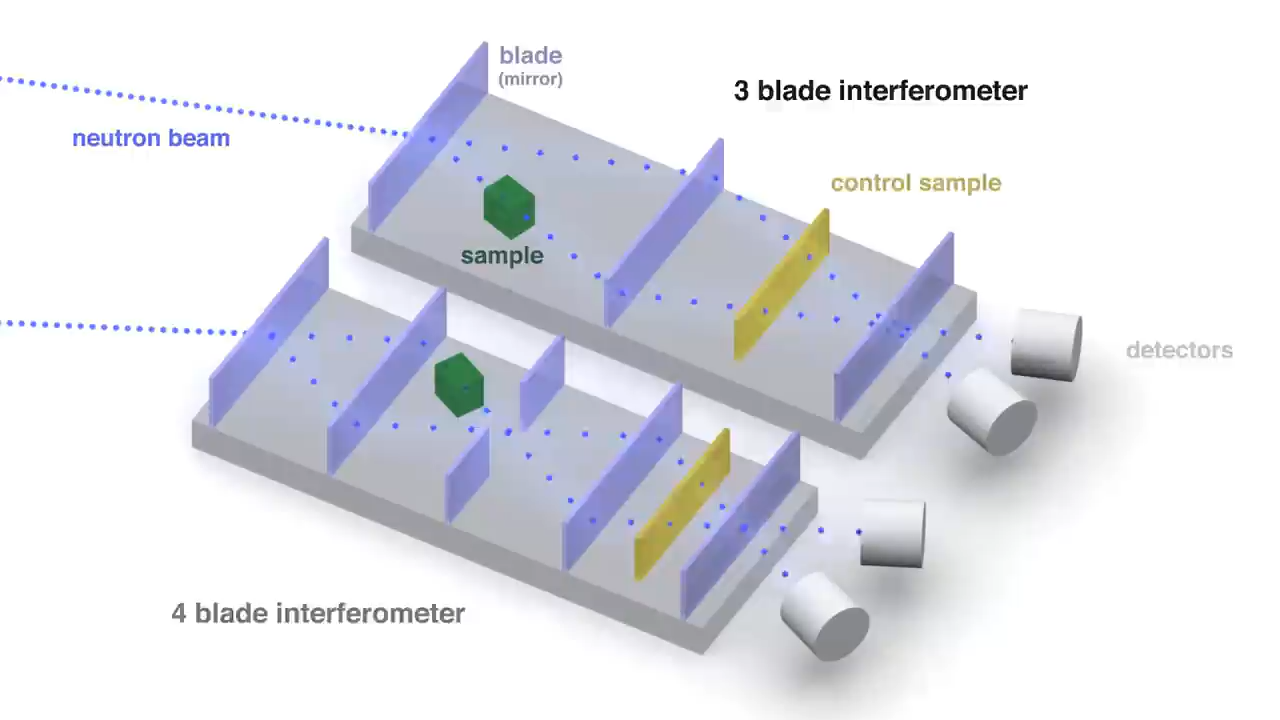 blade
(mirror)
3 blade interferometer
neutron beam
control sample
sample
detectors
4 blade interferometer